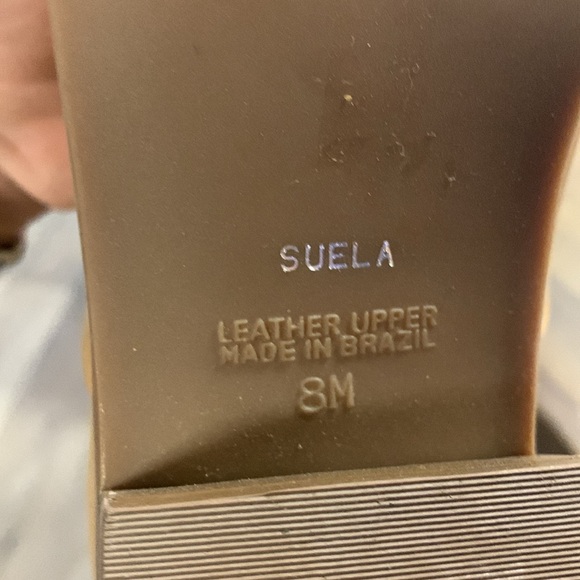 SUELA
LEATHER UPPER
MADE IN BRAZIL
8M